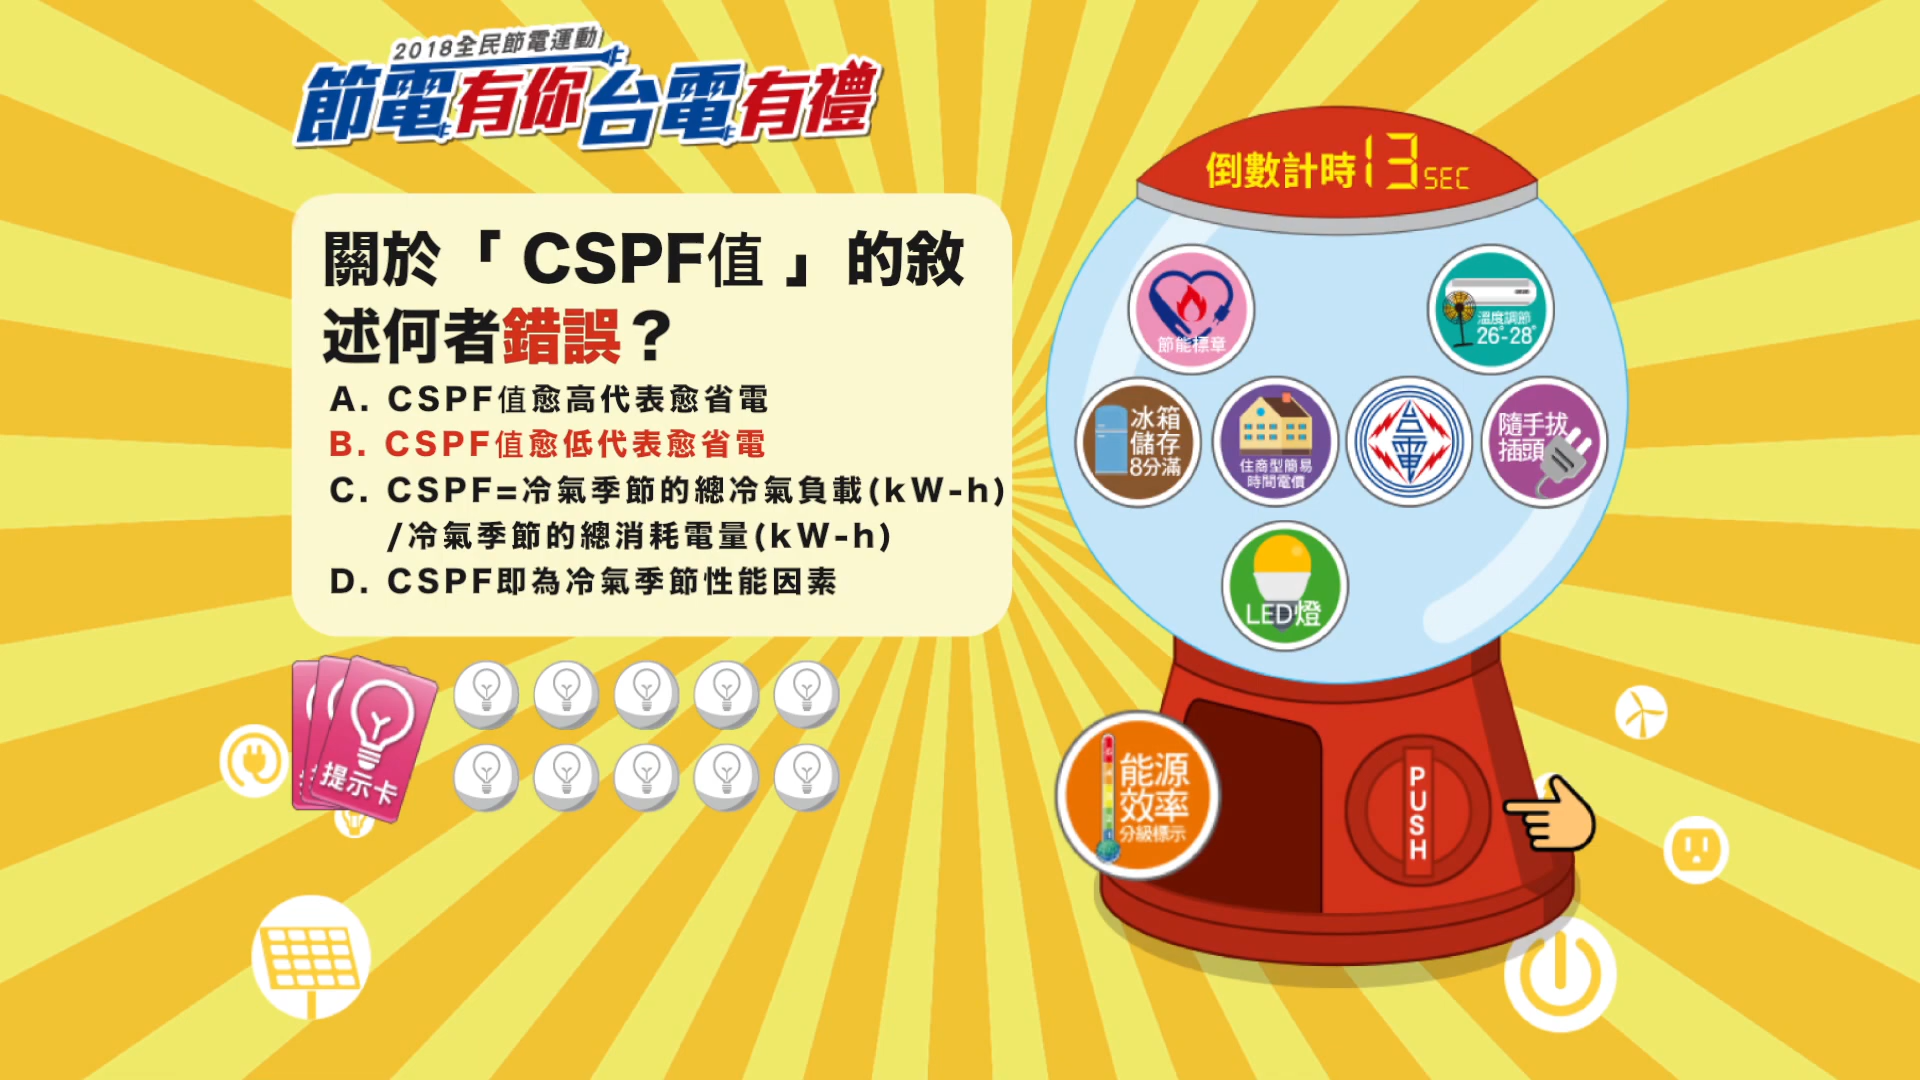 2018全民節電運動
節電有你台電有禮
倒數計時13SEC
關於「CSPF值」的敘
述何者錯誤？
A. CSPF值愈高代表愈省電
B. CSPF值愈低代表愈省電
C. CSPF=冷氣季節的總冷氣負載(kW-h)
/冷氣季節的總消耗電量(kW-h)
D. CSPF即為冷氣季節性能因素
節能標章
溫度調節
26°-28°
冰箱
儲存
8分滿
住商型簡易
時間電價
台電
隨手拔
插頭
LED燈
提示卡
能源
效率
分級標示
PUSH